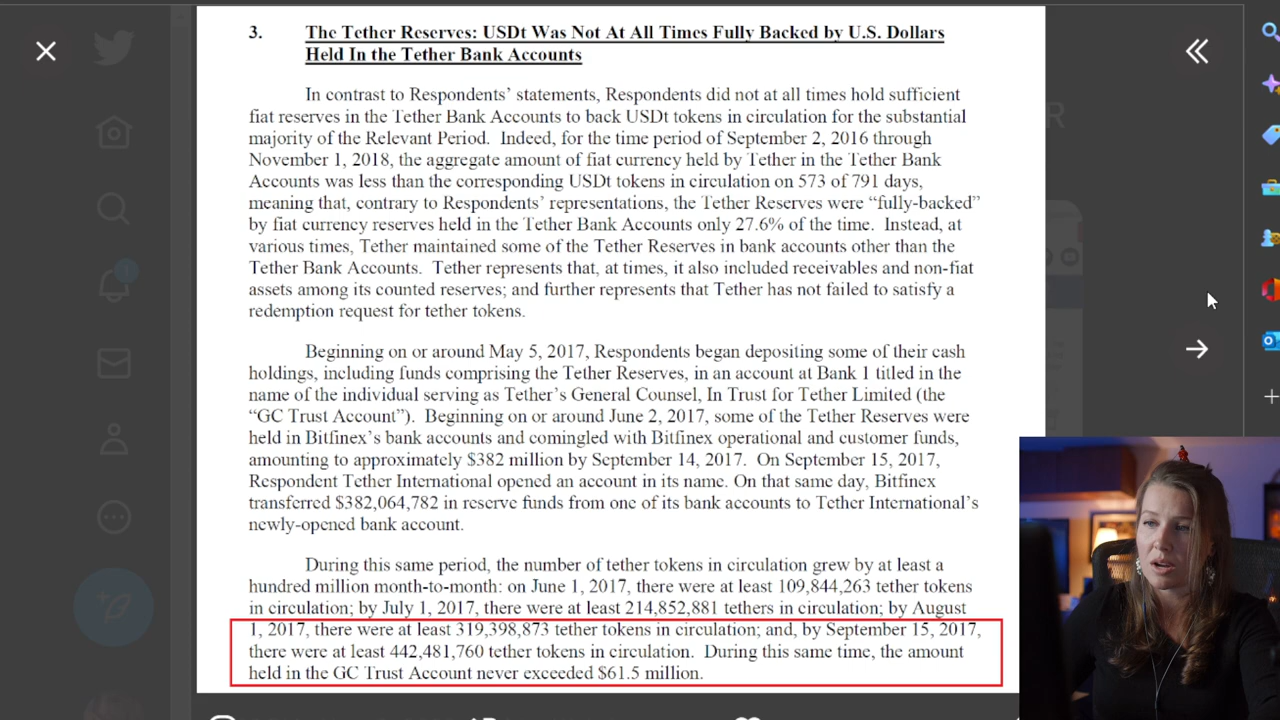 3. The Tether Reserves: USDt Was Not At All Times Fully Backed by U.S. Dollars
Held In the Tether Bank Accounts
In contrast to Respondents’ statements, Respondents did not at all times hold sufficient
fiat reserves in the Tether Bank Accounts to back USDt tokens in circulation for the substantial
majority of the Relevant Period. Indeed, for the time period of September 2, 2016 through
November 1, 2018, the aggregate amount of fiat currency held by Tether in the Tether Bank
Accounts was less than the corresponding USDt tokens in circulation on 573 of 791 days,
meaning that, contrary to Respondents’ representations, the Tether Reserves were “fully-backed”
by fiat currency reserves held in the Tether Bank Accounts only 27.6% of the time. Instead, at
various times, Tether maintained some of the Tether Reserves in bank accounts other than the
Tether Bank Accounts. Tether represents that, at times, it also included receivables and non-fiat
assets among its counted reserves; and further represents that Tether has not failed to satisfy a
redemption request for tether tokens.
Beginning on or around May 5, 2017, Respondents began depositing some of their cash
holdings, including funds comprising the Tether Reserves, in an account at Bank 1 titled in the
name of the individual serving as Tether’s General Counsel, In Trust for Tether Limited (the
“GC Trust Account”). Beginning on or around June 2, 2017, some of the Tether Reserves were
held in Bitfinex’s bank accounts and comingled with Bitfinex operational and customer funds,
amounting to approximately $382 million by September 14, 2017. On September 15, 2017,
Respondent Tether International opened an account in its name. On that same day, Bitfinex
transferred $382,064,782 in reserve funds from one of its bank accounts to Tether International’s
newly-opened bank account.
During this same period, the number of tether tokens in circulation grew by at least a
hundred million month-to-month: on June 1, 2017, there were at least 109,844,263 tether tokens
in circulation; by July 1, 2017, there were at least 214,852,881 tethers in circulation; by August
1, 2017, there were at least 319,398,873 tether tokens in circulation; and, by September 15, 2017,
there were at least 442,481,760 tether tokens in circulation. During this same time, the amount
held in the GC Trust Account never exceeded $61.5 million.